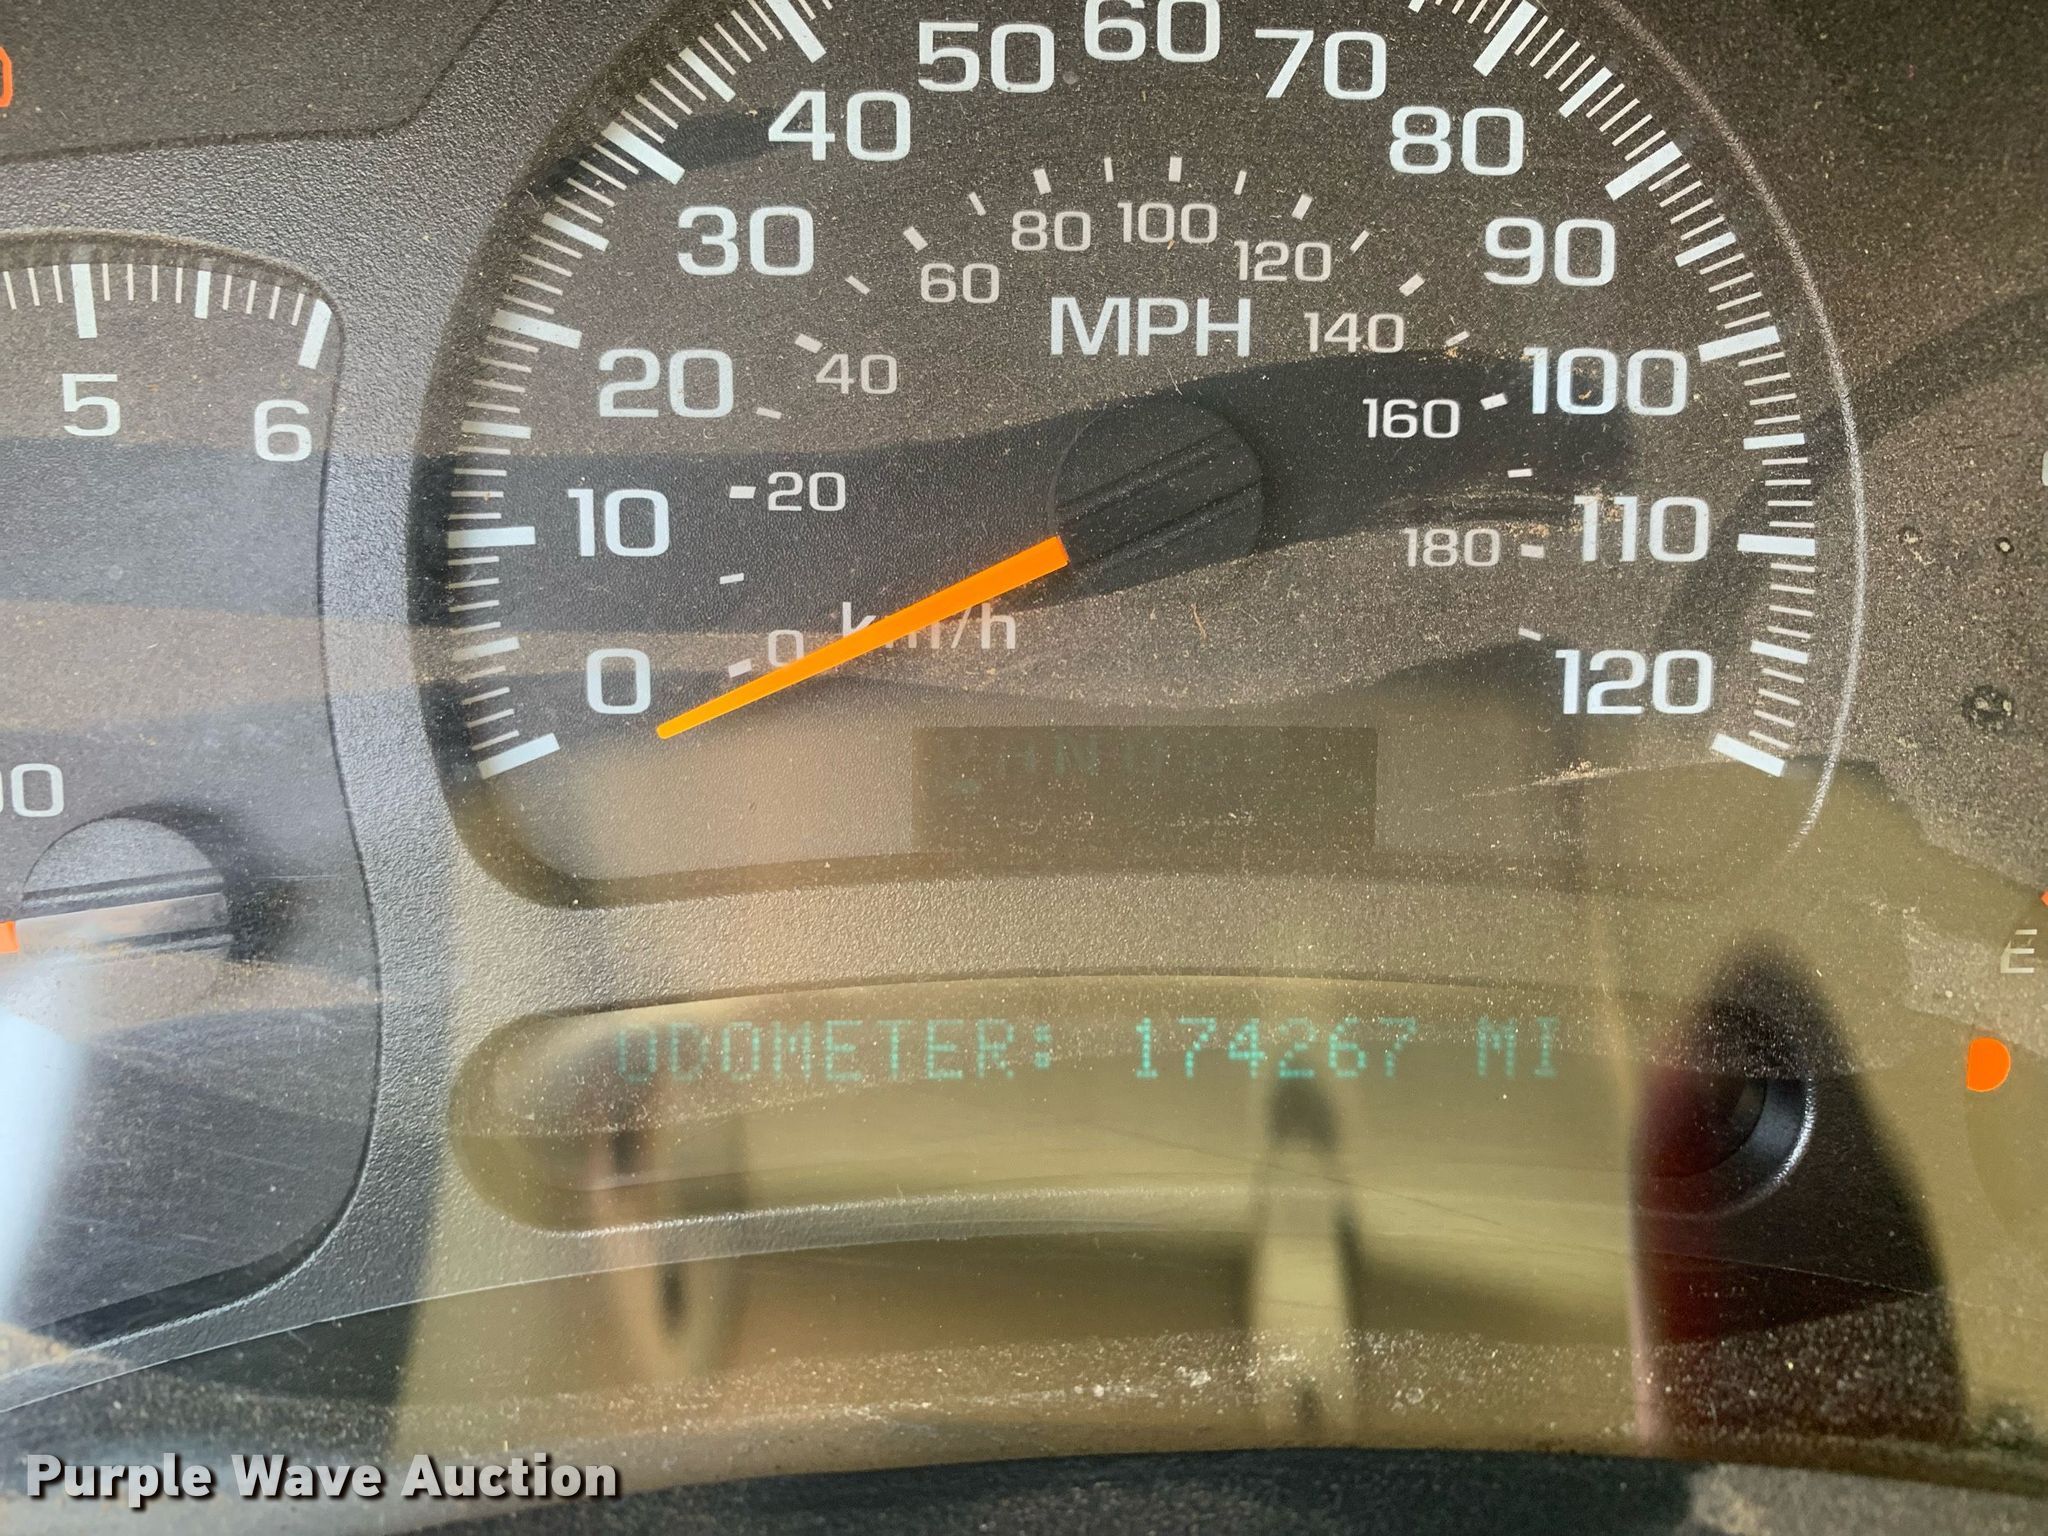 50 60 70
40 80
30 80 100 120 90
60
MPH 140
20 40 160 100
10 20 180 110
0 0 km/h 120
5 6
E
ODOMETER: 174267 MI
Purple Wave Auction